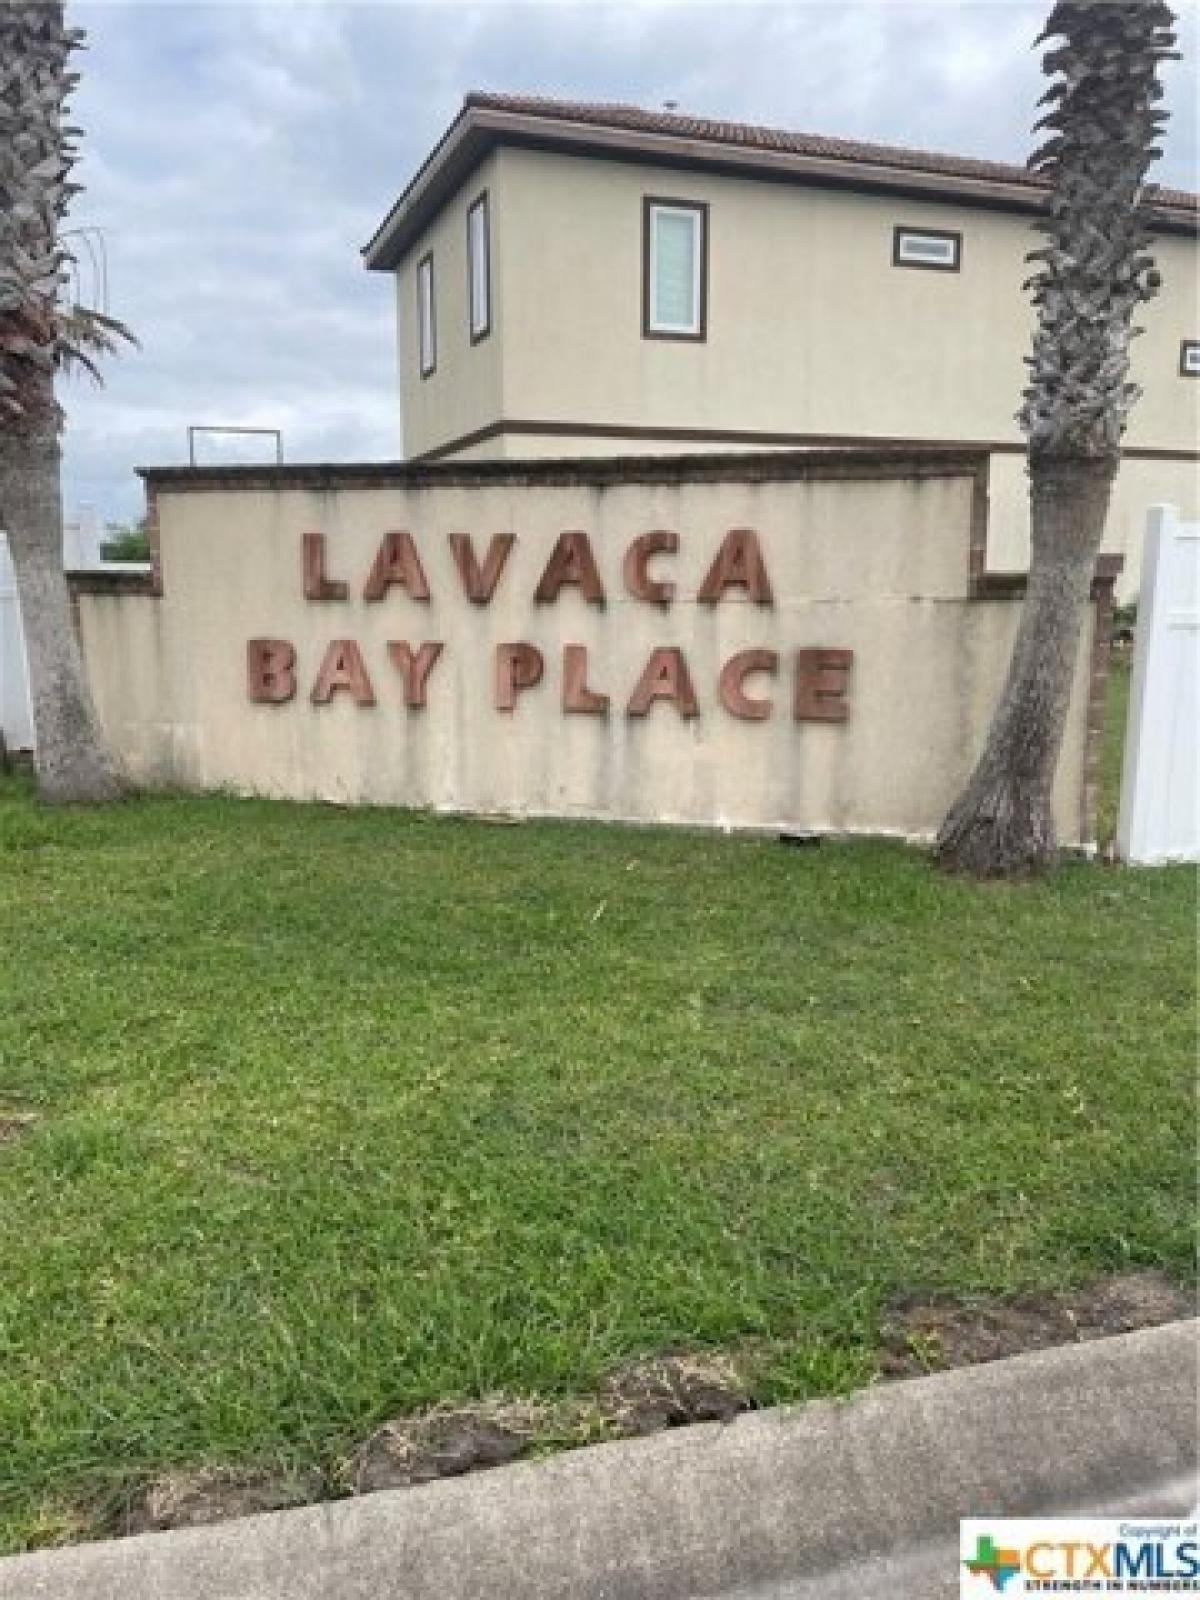 LAVACA
BAY PLACE
Copyright of
CTXMLS
STRENGTH IN NUMBERS